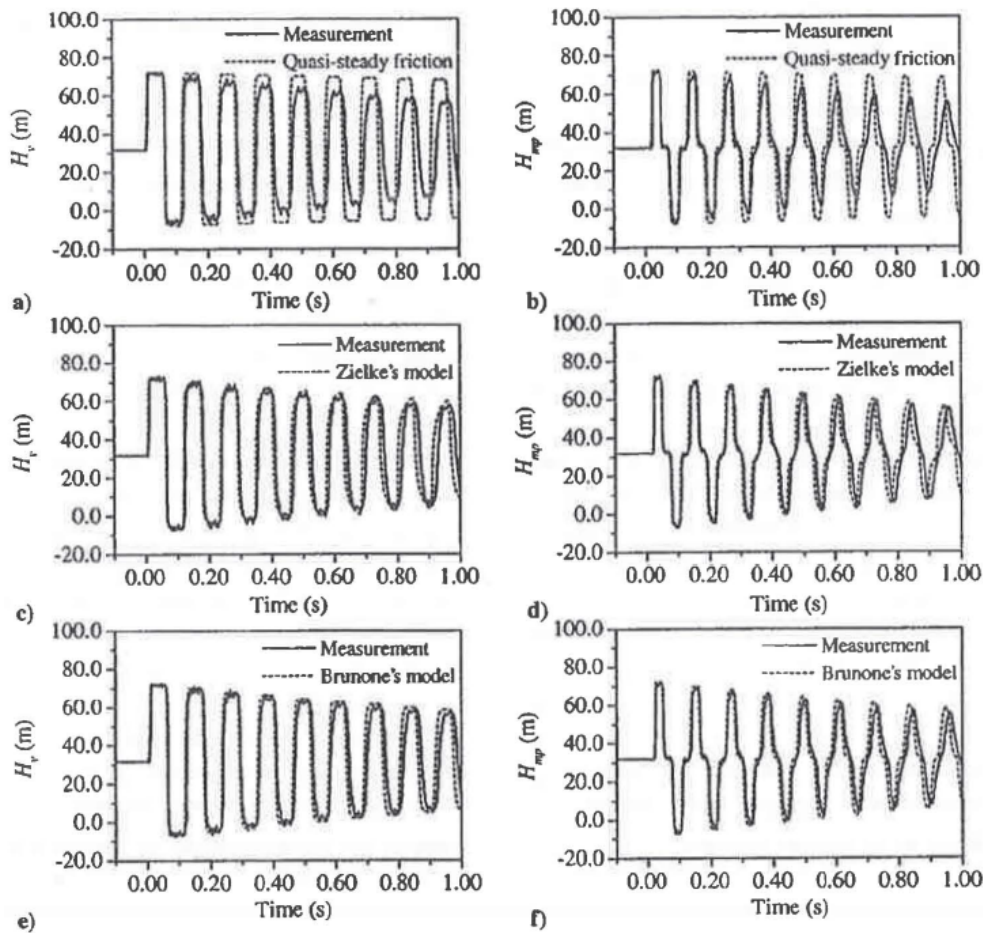 100.0
80.0
60.0
40.0
20.0
0.0
-20.0
H_v (m)
Measurement
Quasi-steady friction
0.00 0.20 0.40 0.60 0.80 1.00
Time (s)
a)
100.0
80.0
60.0
40.0
20.0
0.0
-20.0
H_mp (m)
Measurement
Quasi-steady friction
0.00 0.20 0.40 0.60 0.80 1.00
Time (s)
b)
100.0
80.0
60.0
40.0
20.0
0.0
-20.0
H_v (m)
Measurement
Zielke's model
0.00 0.20 0.40 0.60 0.80 1.00
Time (s)
c)
100.0
80.0
60.0
40.0
20.0
0.0
-20.0
H_mp (m)
Measurement
Zielke's model
0.00 0.20 0.40 0.60 0.80 1.00
Time (s)
d)
100.0
80.0
60.0
40.0
20.0
0.0
-20.0
H_v (m)
Measurement
Brunone's model
0.00 0.20 0.40 0.60 0.80 1.00
Time (s)
e)
100.0
80.0
60.0
40.0
20.0
0.0
-20.0
H_mp (m)
Measurement
Brunone's model
0.00 0.20 0.40 0.60 0.80 1.00
Time (s)
f)